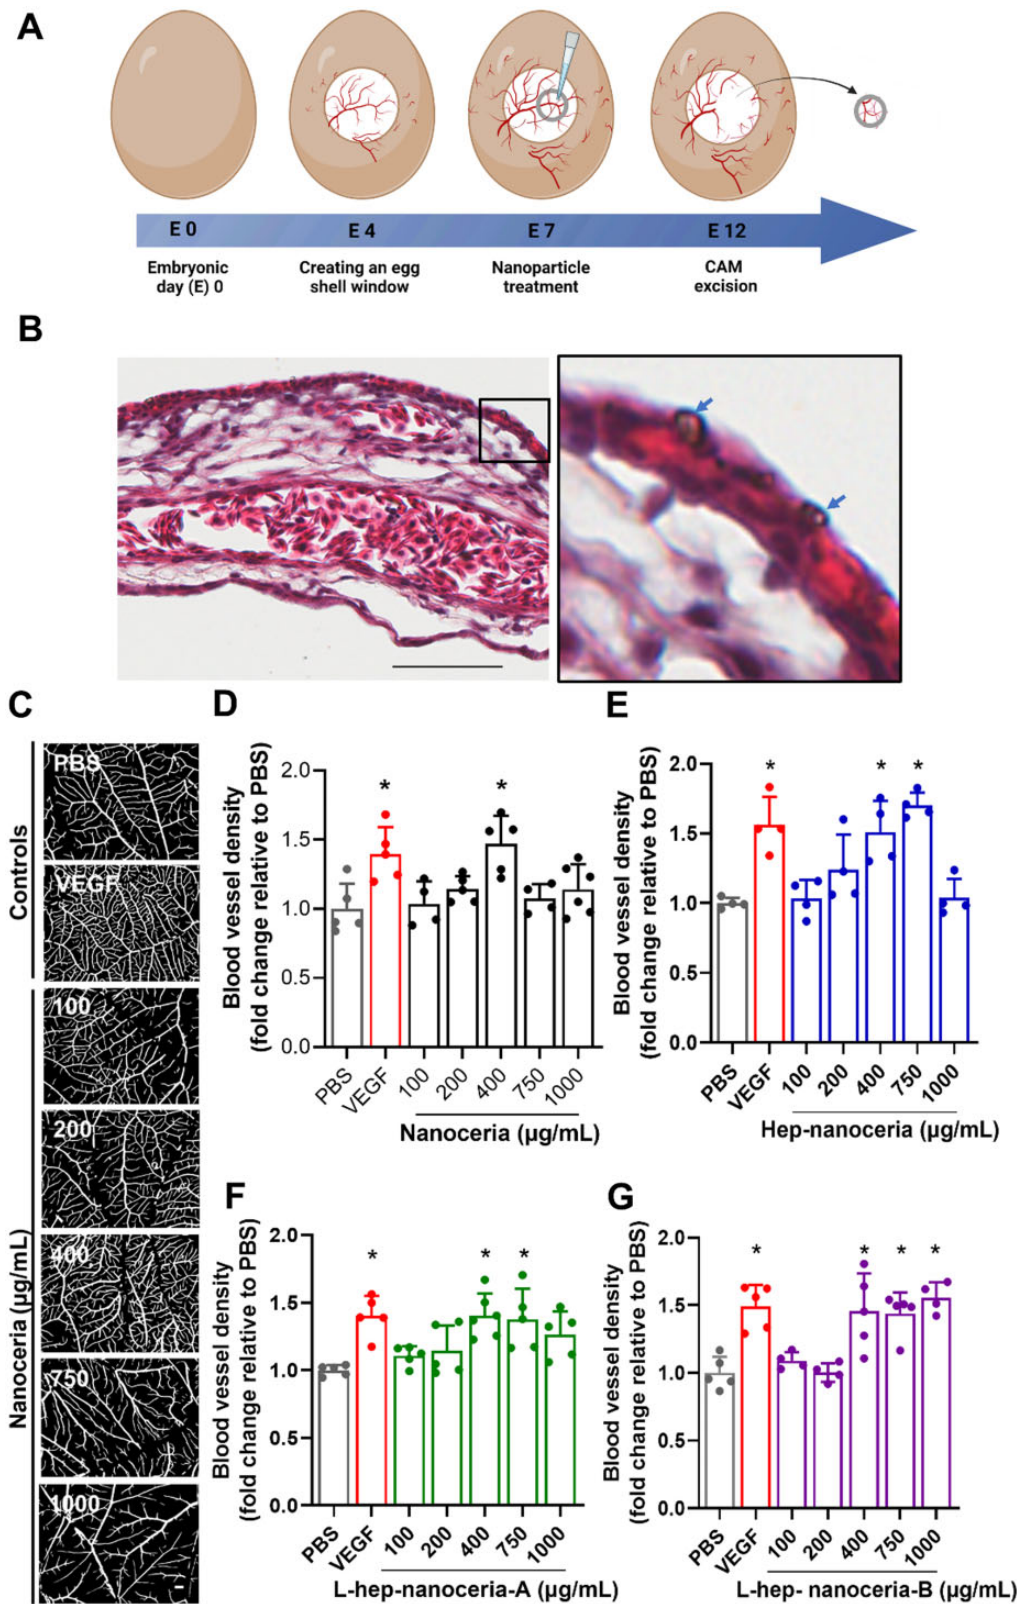 A
E 0
E 4
E 7
E 12
Embryonic
day (E) 0
Creating an egg
shell window
Nanoparticle
treatment
CAM
excision
B
C
Controls
PBS
VEGF
Nanoceria (µg/mL)
100
200
400
750
1000
D
Blood vessel density
(fold change relative to PBS)
2.0
1.5
1.0
0.5
0.0
* *
PBS
VEGF
100
200
400
750
1000
Nanoceria (µg/mL)
E
Blood vessel density
(fold change relative to PBS)
2.0
1.5
1.0
0.5
0.0
* * *
PBS
VEGF
100
200
400
750
1000
Hep-nanoceria (µg/mL)
F
Blood vessel density
(fold change relative to PBS)
2.0
1.5
1.0
0.5
0.0
* * *
PBS
VEGF
100
200
400
750
1000
L-hep-nanoceria-A (µg/mL)
G
Blood vessel density
(fold change relative to PBS)
2.0
1.5
1.0
0.5
0.0
* * * *
PBS
VEGF
100
200
400
750
1000
L-hep- nanoceria-B (µg/mL)